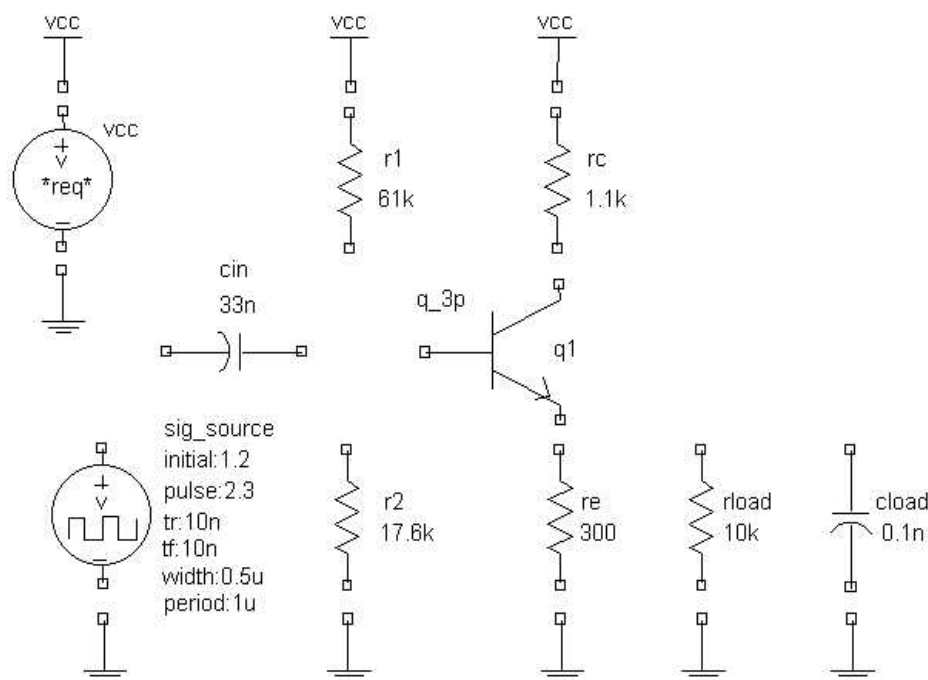 vcc
vcc
vcc
vcc
+
v
*req*
=
r1
61k
rc
1.1k
cin
33n
q_3p
q1
sig_source
initial:1.2
pulse:2.3
tr:10n
tf:10n
width:0.5u
period:1u
+
v
r2
17.6k
re
300
rload
10k
cload
0.1n